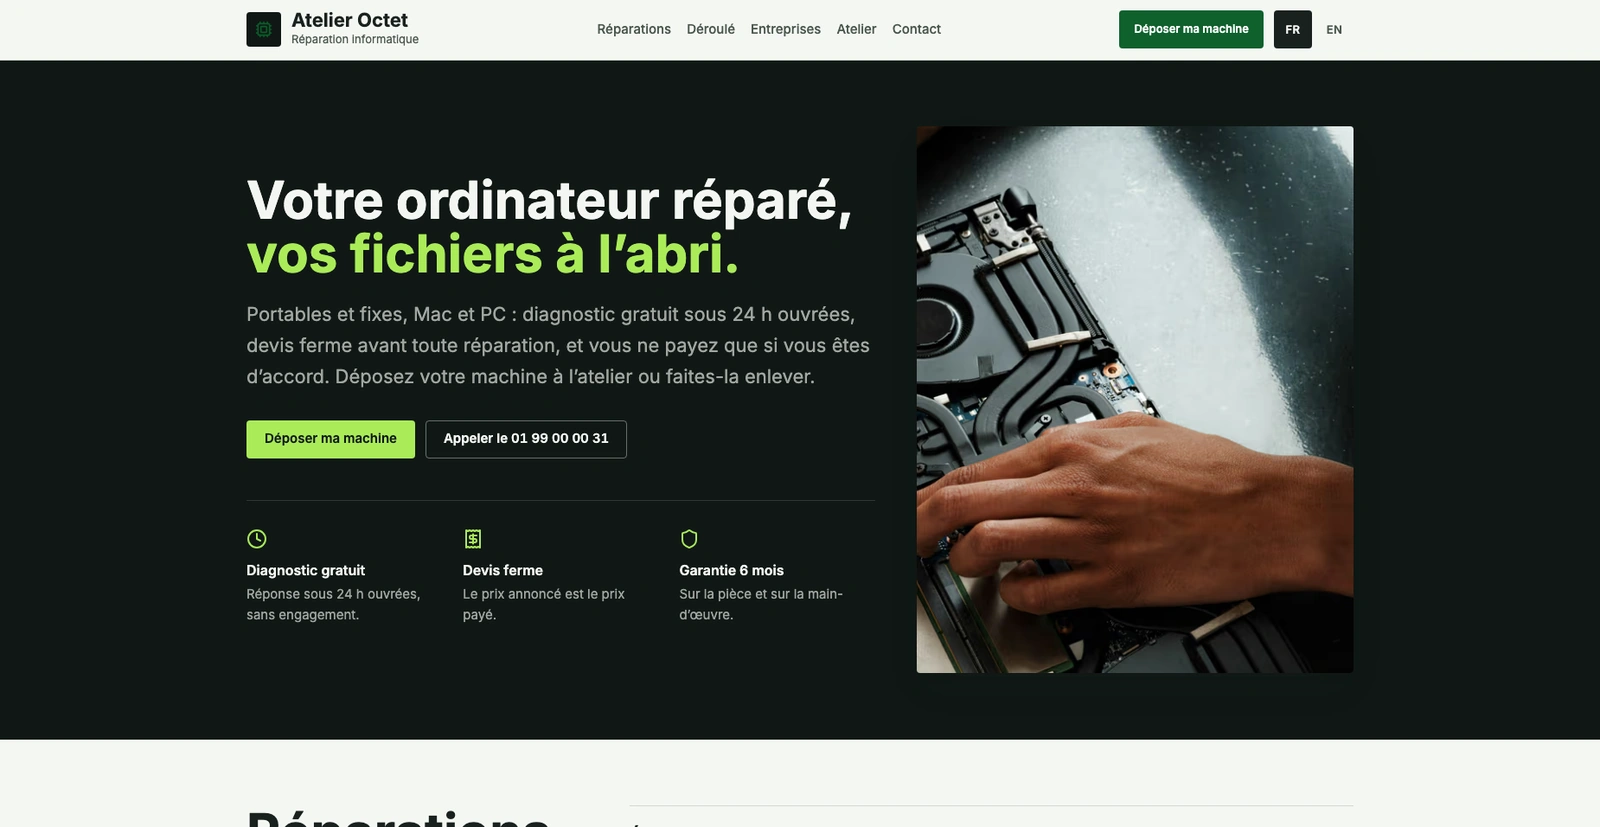 Atelier Octet
Réparation informatique
Réparations
Déroulé
Entreprises
Atelier
Contact
Déposer ma machine
FR
EN
Votre ordinateur réparé,
vos fichiers à l’abri.
Portables et fixes, Mac et PC : diagnostic gratuit sous 24 h ouvrées,
devis ferme avant toute réparation, et vous ne payez que si vous êtes
d’accord. Déposez votre machine à l’atelier ou faites-la enlever.
Déposer ma machine
Appeler le 01 99 00 00 31
Diagnostic gratuit
Réponse sous 24 h ouvrées,
sans engagement.
Devis ferme
Le prix annoncé est le prix
payé.
Garantie 6 mois
Sur la pièce et sur la main-
d’œuvre.
Réparations